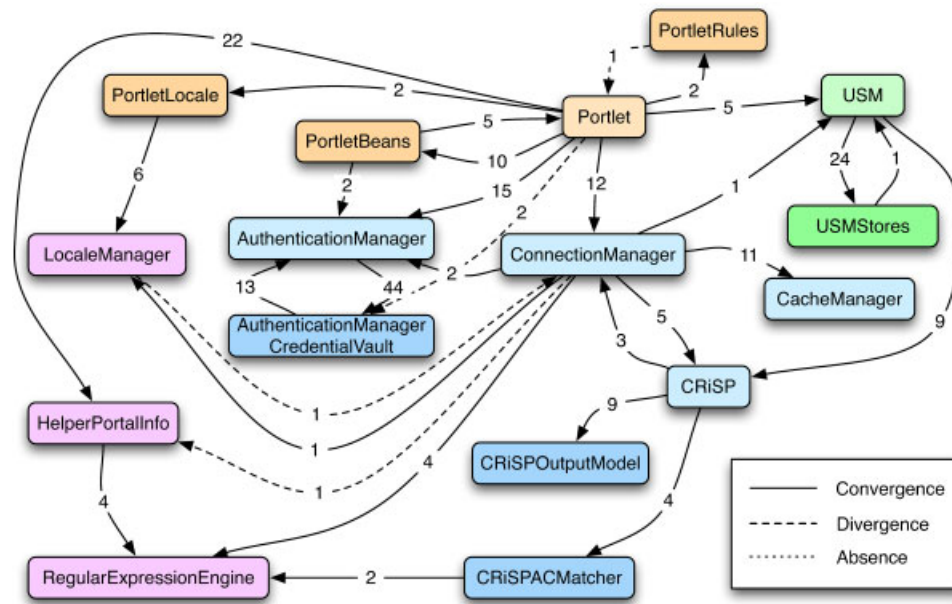 22
PortletRules
1
2
PortletLocale
2
Portlet
5
USM
PortletBeans
5
10
24
1
6
2
15
2
12
1
USMStores
AuthenticationManager
LocaleManager
ConnectionManager
2
11
13
44
CacheManager
AuthenticationManager
CredentialVault
5
3
9
CRiSP
1
9
HelperPortalInfo
1
4
CRiSPOutputModel
1
4
4
Convergence
Divergence
Absence
RegularExpressionEngine
2
CRiSPACMatcher